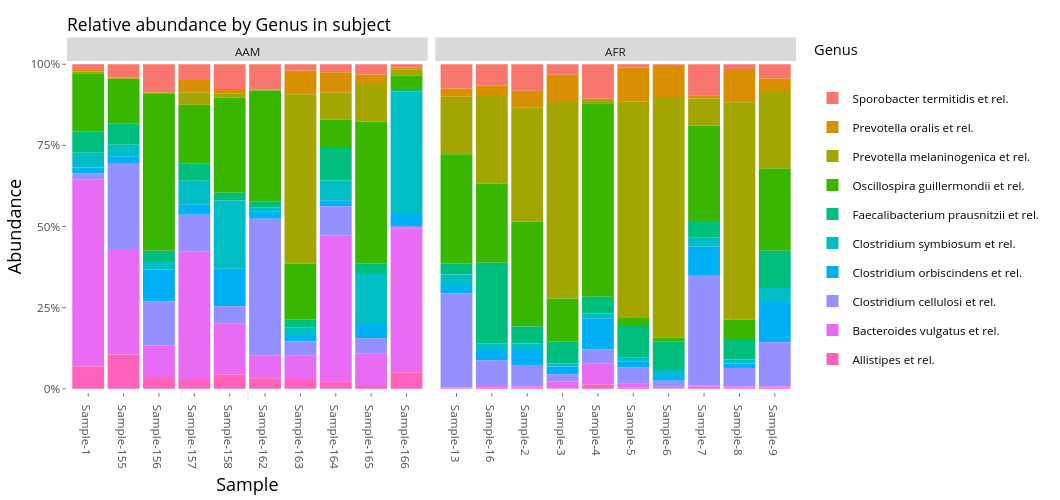 Relative abundance by Genus in subject
AAM
AFR
Genus
100%
75%
50%
25%
0%
Abundance
Sporobacter termitidis et rel.
Prevotella oralis et rel.
Prevotella melaninogenica et rel.
Oscillospira guillermondii et rel.
Faecalibacterium prausnitzii et rel.
Clostridium symbiosum et rel.
Clostridium orbiscindens et rel.
Clostridium cellulosi et rel.
Bacteroides vulgatus et rel.
Allistipes et rel.
Sample-1
Sample-155
Sample-156
Sample-157
Sample-158
Sample-162
Sample-163
Sample-164
Sample-165
Sample-166
Sample-13
Sample-16
Sample-2
Sample-3
Sample-4
Sample-5
Sample-6
Sample-7
Sample-8
Sample-9
Sample